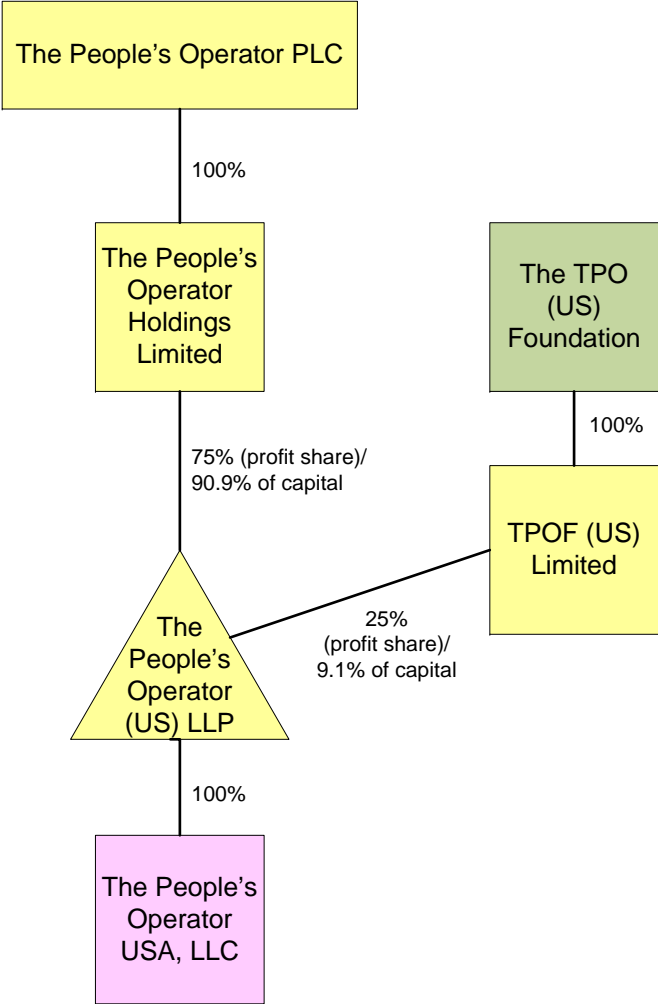 The People’s Operator PLC
100%
The People’s
Operator
Holdings
Limited
The TPO
(US)
Foundation
100%
75% (profit share)/
90.9% of capital
TPOF (US)
Limited
25%
(profit share)/
9.1% of capital
The
People’s
Operator
(US) LLP
100%
The People’s
Operator
USA, LLC